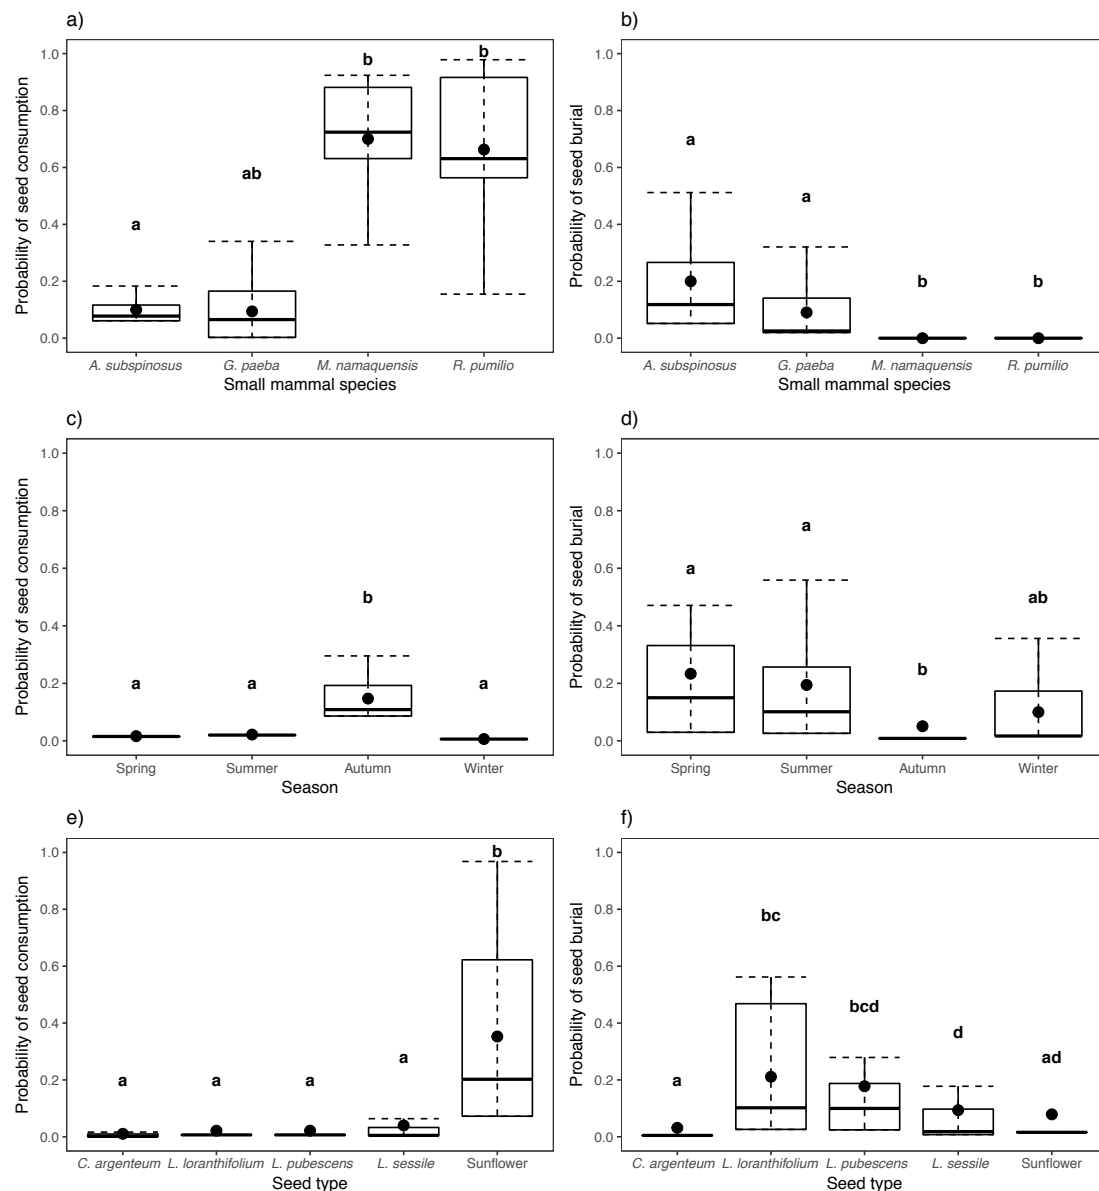 a)
Probability of seed consumption
1.0
0.8
0.6
0.4
0.2
0.0
a
ab
b
b
A. subspinosus G. paeba M. namaquensis R. pumilio
Small mammal species
b)
Probability of seed burial
1.0
0.8
0.6
0.4
0.2
0.0
a
a
b
b
A. subspinosus G. paeba M. namaquensis R. pumilio
Small mammal species
c)
Probability of seed consumption
1.0
0.8
0.6
0.4
0.2
0.0
a
a
b
a
Spring Summer Autumn Winter
Season
d)
Probability of seed burial
1.0
0.8
0.6
0.4
0.2
0.0
a
a
b
ab
Spring Summer Autumn Winter
Season
e)
Probability of seed consumption
1.0
0.8
0.6
0.4
0.2
0.0
a
a
a
a
b
C. argenteum L. loranthifolium L. pubescens L. sessile Sunflower
Seed type
f)
Probability of seed burial
1.0
0.8
0.6
0.4
0.2
0.0
a
bc
bcd
d
ad
C. argenteum L. loranthifolium L. pubescens L. sessile Sunflower
Seed type